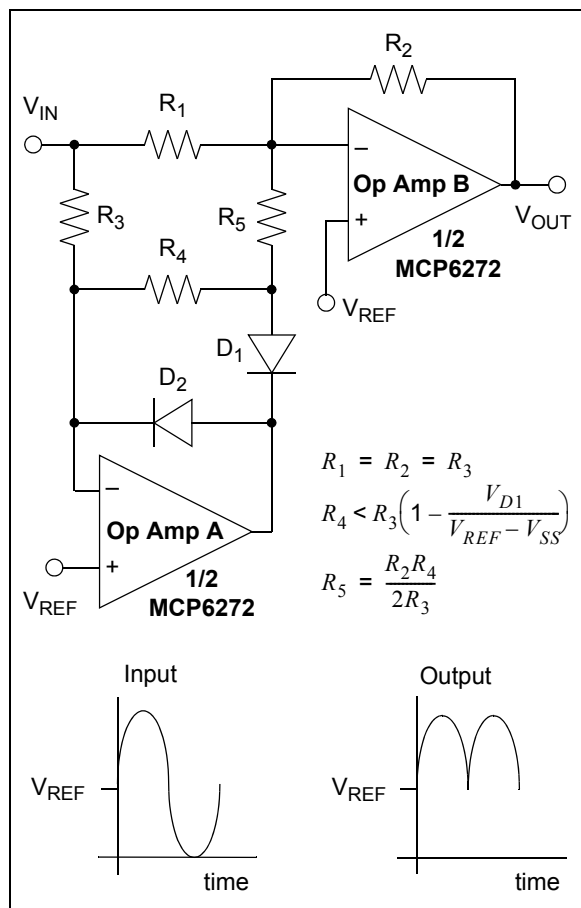 R2
VIN
R1
−
Op Amp B
R3
R5
+
VOUT
1/2
MCP6272
R4
VREF
D1
D2
R1 = R2 = R3
−
R4 < R3(1 − VD1 / (VREF − VSS))
Op Amp A
+
1/2
R5 = R2R4 / 2R3
VREF
MCP6272
Input
Output
VREF
VREF
time
time